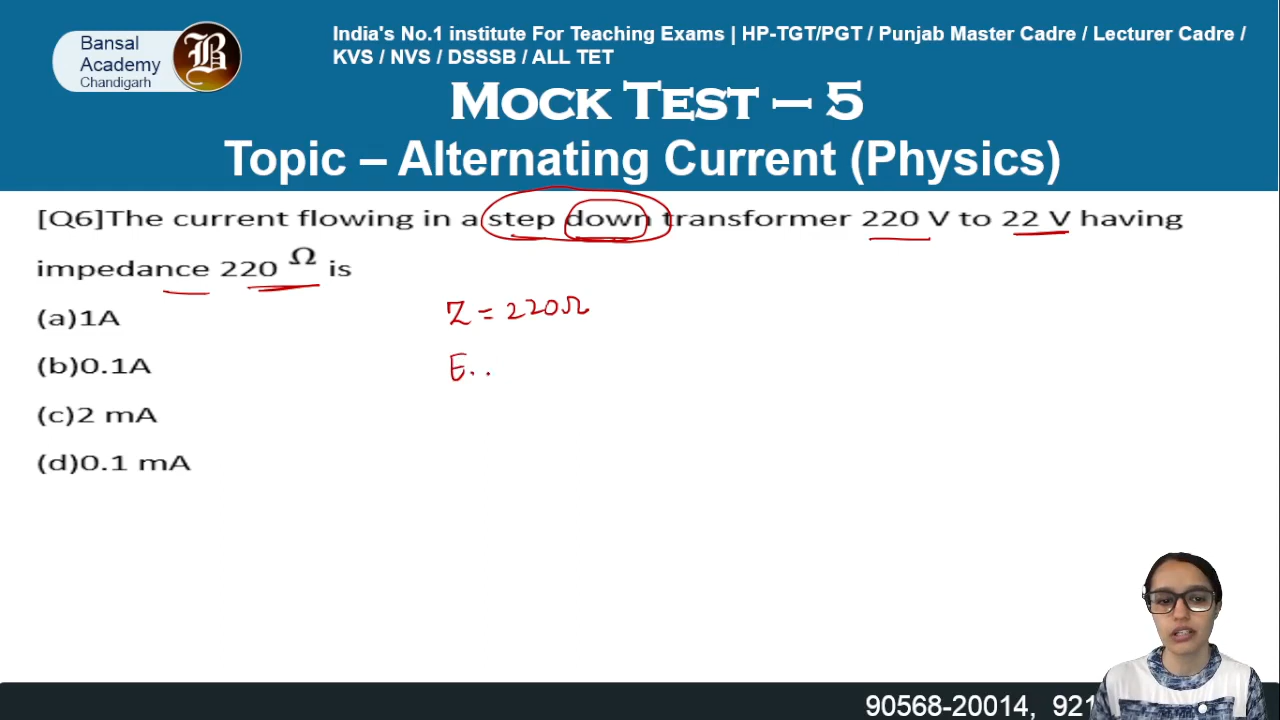 Bansal
Academy
Chandigarh
B
India's No.1 institute For Teaching Exams | HP-TGT/PGT / Punjab Master Cadre / Lecturer Cadre /
KVS / NVS / DSSSB / ALL TET
MOCK TEST – 5
Topic – Alternating Current (Physics)
[Q6]The current flowing in a step down transformer 220 V to 22 V having
impedance 220 Ω is
(a)1A
(b)0.1A
(c)2 mA
(d)0.1 mA
Z = 220Ω
E..
90568-20014, 921